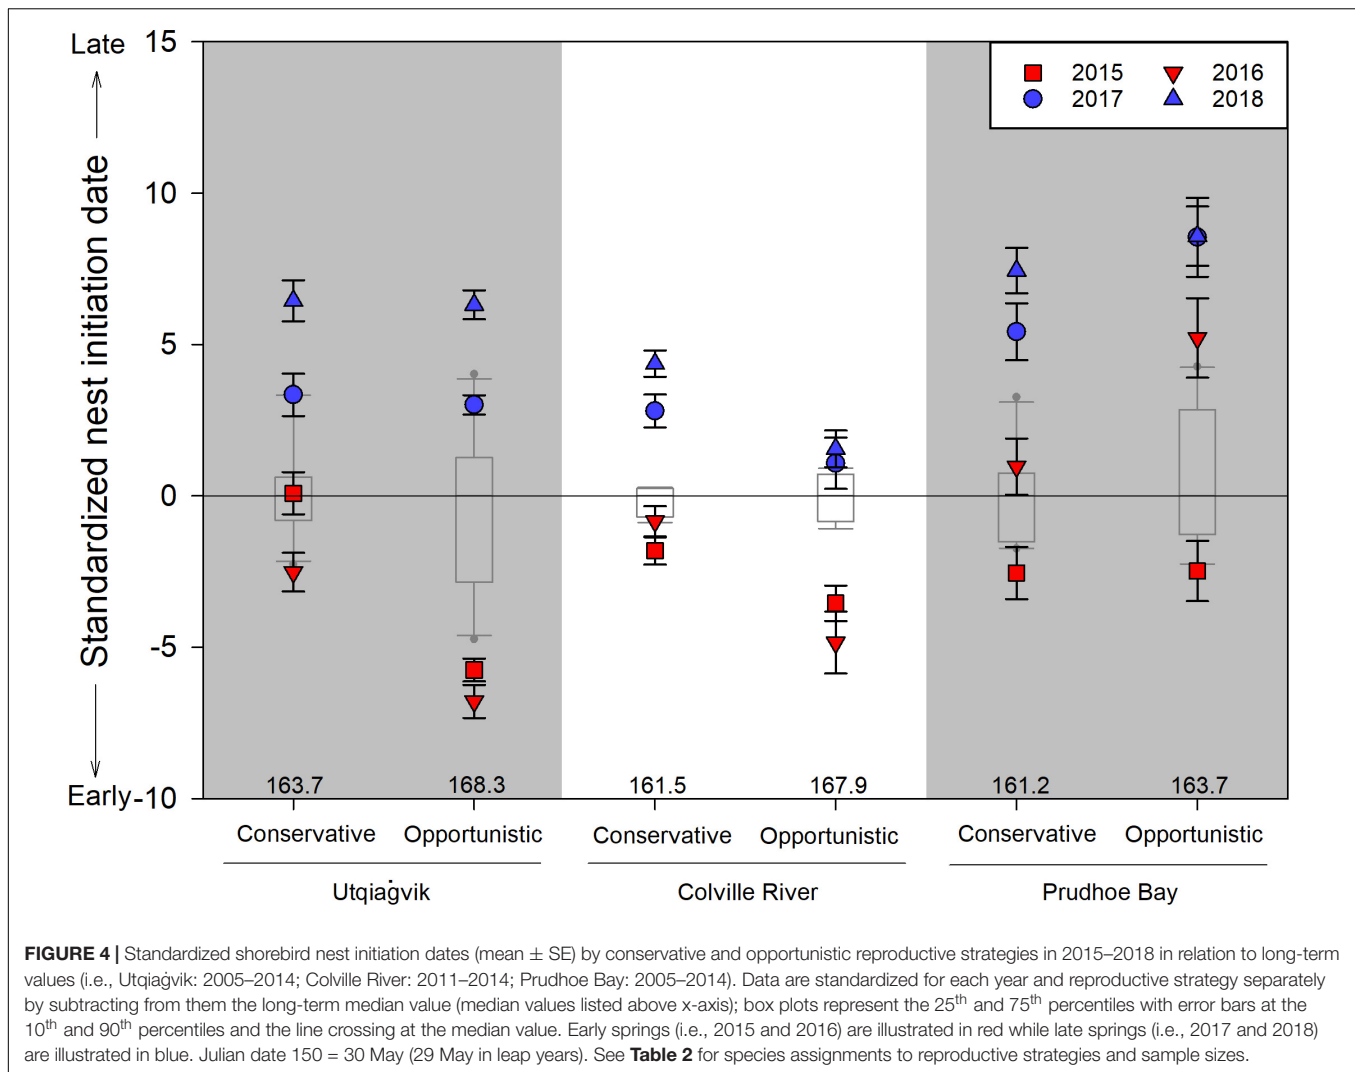 Late 15
2015 2016
2017 2018
10
5
0
-5
Early -10
Standardized nest initiation date
163.7 168.3 161.5 167.9 161.2 163.7
Conservative Opportunistic Conservative Opportunistic Conservative Opportunistic
Utqiaġvik Colville River Prudhoe Bay
FIGURE 4 | Standardized shorebird nest initiation dates (mean ± SE) by conservative and opportunistic reproductive strategies in 2015–2018 in relation to long-term
values (i.e., Utqiaġvik: 2005–2014; Colville River: 2011–2014; Prudhoe Bay: 2005–2014). Data are standardized for each year and reproductive strategy separately
by subtracting from them the long-term median value (median values listed above x-axis); box plots represent the 25th and 75th percentiles with error bars at the
10th and 90th percentiles and the line crossing at the median value. Early springs (i.e., 2015 and 2016) are illustrated in red while late springs (i.e., 2017 and 2018)
are illustrated in blue. Julian date 150 = 30 May (29 May in leap years). See Table 2 for species assignments to reproductive strategies and sample sizes.